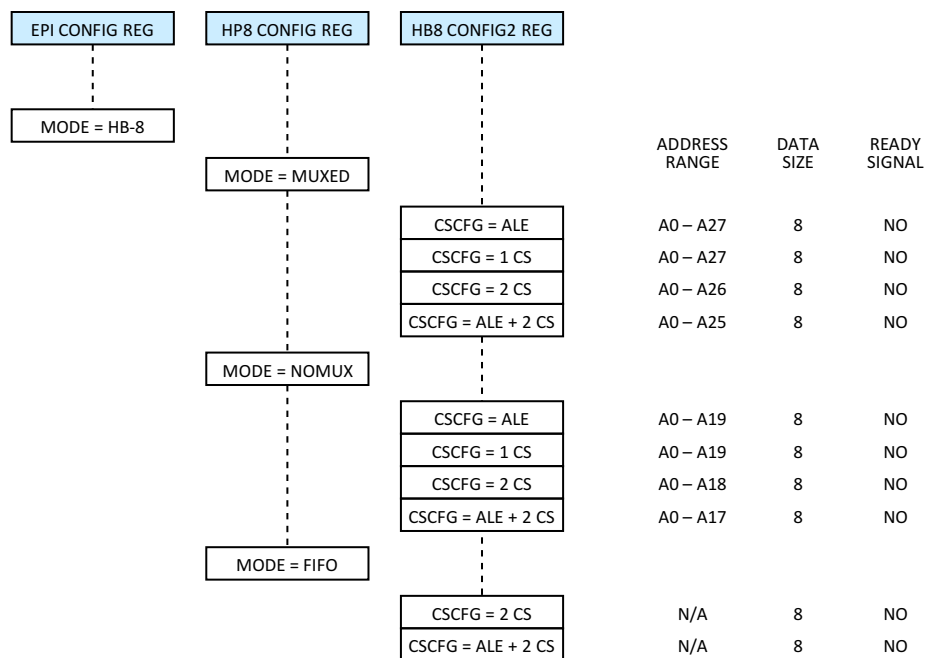 EPI CONFIG REG HP8 CONFIG REG HB8 CONFIG2 REG
MODE = HB-8
ADDRESS RANGE DATA SIZE READY SIGNAL
MODE = MUXED
CSCFG = ALE A0 – A27 8 NO
CSCFG = 1 CS A0 – A27 8 NO
CSCFG = 2 CS A0 – A26 8 NO
CSCFG = ALE + 2 CS A0 – A25 8 NO
MODE = NOMUX
CSCFG = ALE A0 – A19 8 NO
CSCFG = 1 CS A0 – A19 8 NO
CSCFG = 2 CS A0 – A18 8 NO
CSCFG = ALE + 2 CS A0 – A17 8 NO
MODE = FIFO
CSCFG = 2 CS N/A 8 NO
CSCFG = ALE + 2 CS N/A 8 NO